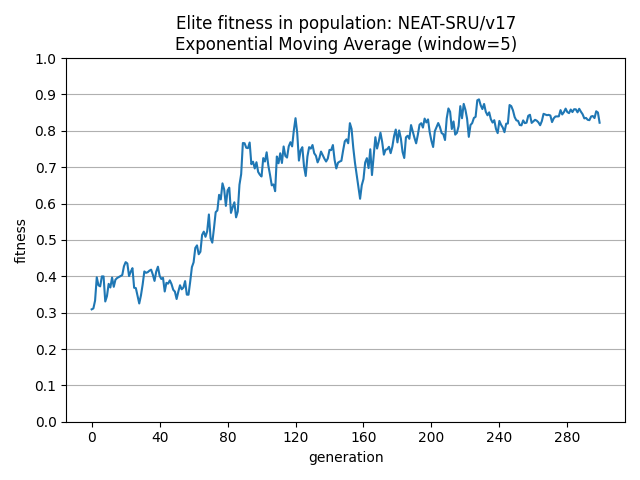 Elite fitness in population: NEAT-SRU/v17
Exponential Moving Average (window=5)
1.0
0.9
0.8
0.7
0.6
0.5
0.4
0.3
0.2
0.1
0.0
fitness
0 40 80 120 160 200 240 280
generation